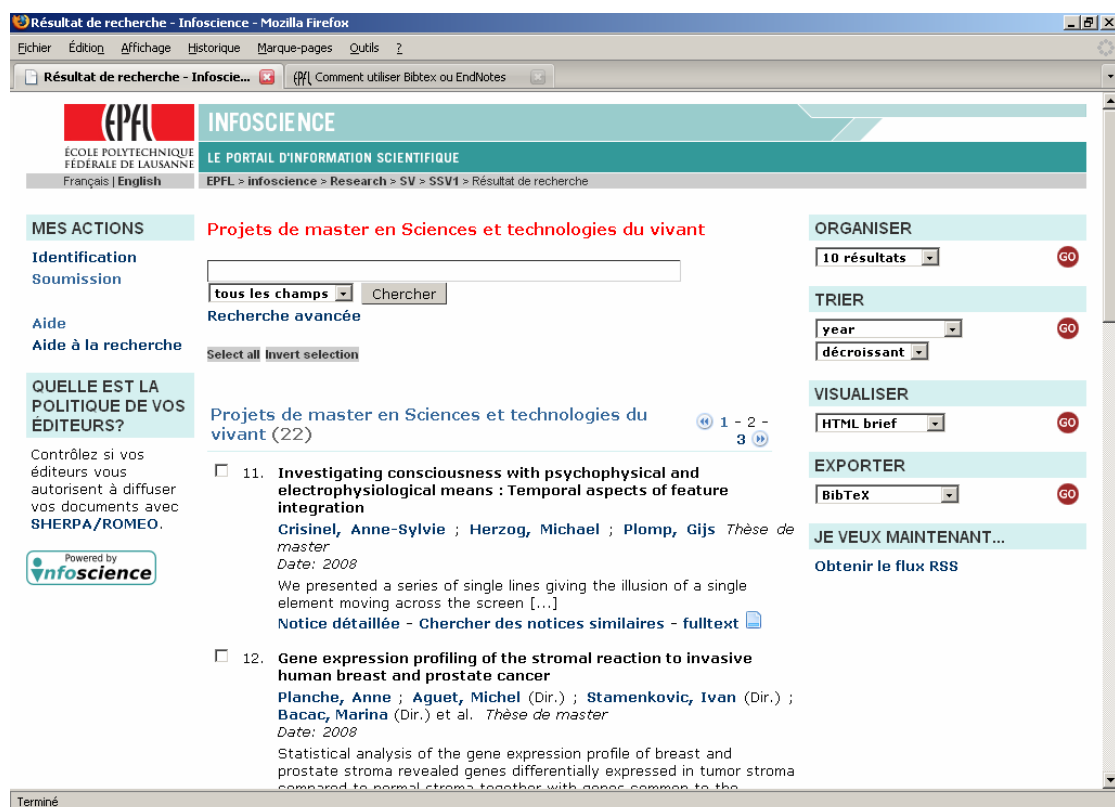 Résultat de recherche - Infoscience - Mozilla Firefox
Fichier Édition Affichage Historique Marque-pages Outils ?
Résultat de recherche - Infoscie... EPFL Comment utiliser Bibtex ou EndNotes
EPFL
ÉCOLE POLYTECHNIQUE
FÉDÉRALE DE LAUSANNE
INFOSCIENCE
LE PORTAIL D'INFORMATION SCIENTIFIQUE
Français | English
EPFL > infoscience > Research > SV > SSV1 > Résultat de recherche
MES ACTIONS
Identification
Soumission
Aide
Aide à la recherche
QUELLE EST LA
POLITIQUE DE VOS
ÉDITEURS?
Contrôlez si vos
éditeurs vous
autorisent à diffuser
vos documents avec
SHERPA/ROMEO.
Powered by
infoscience
Projets de master en Sciences et technologies du vivant
tous les champs Chercher
Recherche avancée
Select all Invert selection
Projets de master en Sciences et technologies du
vivant (22)
1 - 2 -
3
11. Investigating consciousness with psychophysical and
electrophysiological means : Temporal aspects of feature
integration
Crisinel, Anne-Sylvie ; Herzog, Michael ; Plomp, Gijs Thèse de
master
Date: 2008
We presented a series of single lines giving the illusion of a single
element moving across the screen [...]
Notice détaillée - Chercher des notices similaires - fulltext
12. Gene expression profiling of the stromal reaction to invasive
human breast and prostate cancer
Planche, Anne ; Aguet, Michel (Dir.) ; Stamenkovic, Ivan (Dir.) ;
Bacac, Marina (Dir.) et al. Thèse de master
Date: 2008
Statistical analysis of the gene expression profile of breast and
prostate stroma revealed genes differentially expressed in tumor stroma
compared to normal stroma together with genes common to the
ORGANISER
10 résultats GO
TRIER
year GO
décroissant
VISUALISER
HTML brief GO
EXPORTER
BibTeX GO
JE VEUX MAINTENANT...
Obtenir le flux RSS
Terminé